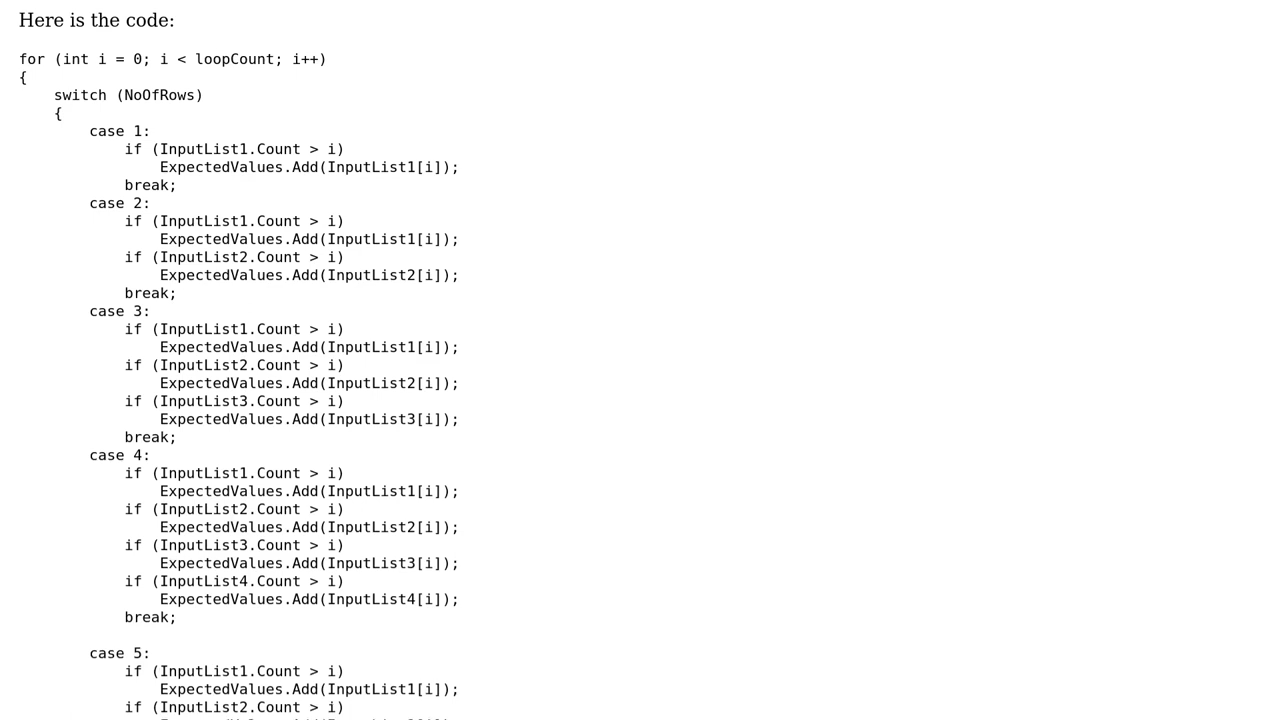 Here is the code:
for (int i = 0; i < loopCount; i++)
{
    switch (NoOfRows)
    {
        case 1:
            if (InputList1.Count > i)
                ExpectedValues.Add(InputList1[i]);
            break;
        case 2:
            if (InputList1.Count > i)
                ExpectedValues.Add(InputList1[i]);
            if (InputList2.Count > i)
                ExpectedValues.Add(InputList2[i]);
            break;
        case 3:
            if (InputList1.Count > i)
                ExpectedValues.Add(InputList1[i]);
            if (InputList2.Count > i)
                ExpectedValues.Add(InputList2[i]);
            if (InputList3.Count > i)
                ExpectedValues.Add(InputList3[i]);
            break;
        case 4:
            if (InputList1.Count > i)
                ExpectedValues.Add(InputList1[i]);
            if (InputList2.Count > i)
                ExpectedValues.Add(InputList2[i]);
            if (InputList3.Count > i)
                ExpectedValues.Add(InputList3[i]);
            if (InputList4.Count > i)
                ExpectedValues.Add(InputList4[i]);
            break;

        case 5:
            if (InputList1.Count > i)
                ExpectedValues.Add(InputList1[i]);
            if (InputList2.Count > i)